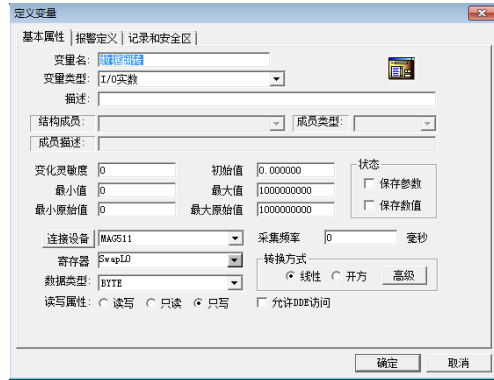 定义变量
基本属性 报警定义 记录和安全区
变量名:
变量类型: I/O实数
描述:
结构成员: 成员类型:
成员描述:
变化灵敏度 0 初始值 0.000000 状态
最小值 0 最大值 1000000000 保存参数
最小原始值 0 最大原始值 1000000000 保存数值
连接设备 MAG511 采集频率 0 毫秒
寄存器 SwapL0 转换方式
数据类型: BYTE 线性 开方 高级
读写属性: 读写 只读 只写 允许DDE访问
确定 取消